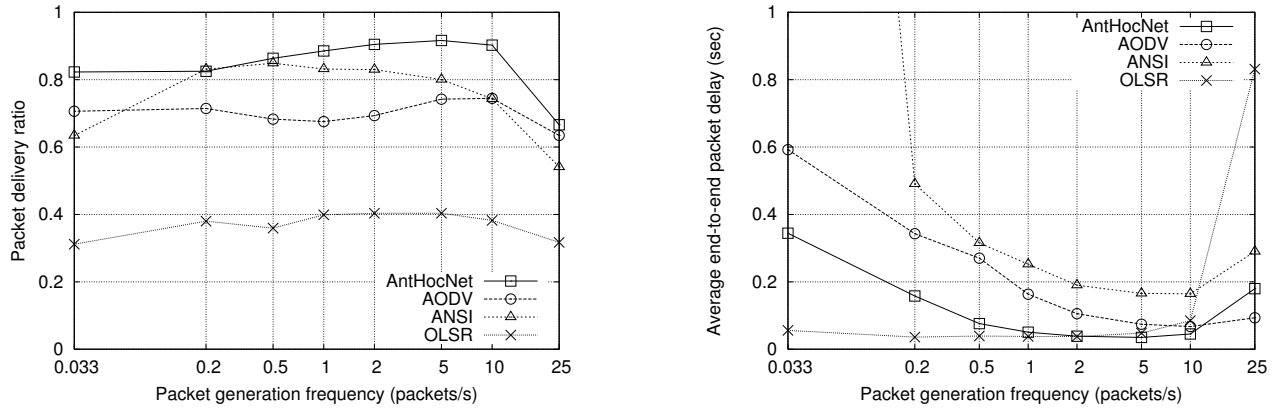 Packet delivery ratio
1
0.8
0.6
0.4
0.2
0
0.033
0.2
0.5
1
2
5
10
25
Packet generation frequency (packets/s)
AntHocNet
AODV
ANSI
OLSR
Average end-to-end packet delay (sec)
1
0.8
0.6
0.4
0.2
0
0.033
0.2
0.5
1
2
5
10
25
Packet generation frequency (packets/s)
AntHocNet
AODV
ANSI
OLSR